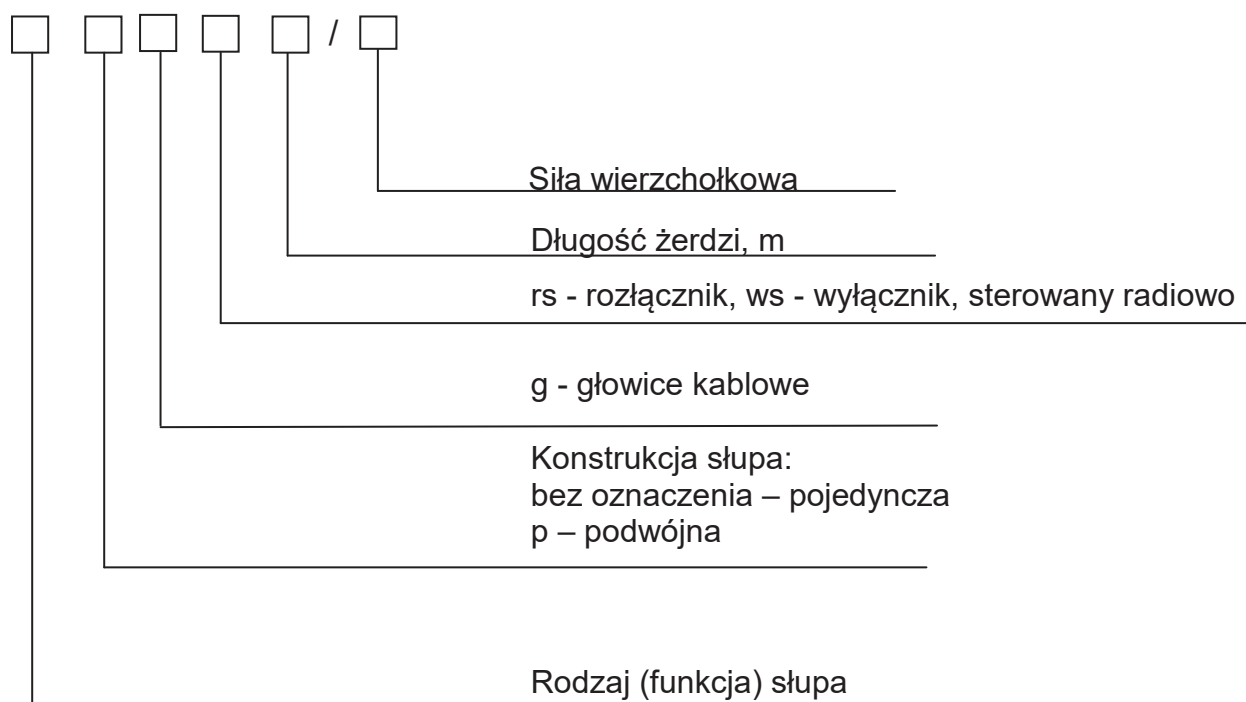 /
Siła wierzchołkowa
Długość żerdzi, m
rs - rozłącznik, ws - wyłącznik, sterowany radiowo
g - głowice kablowe
Konstrukcja słupa:
bez oznaczenia – pojedyncza
p – podwójna
Rodzaj (funkcja) słupa